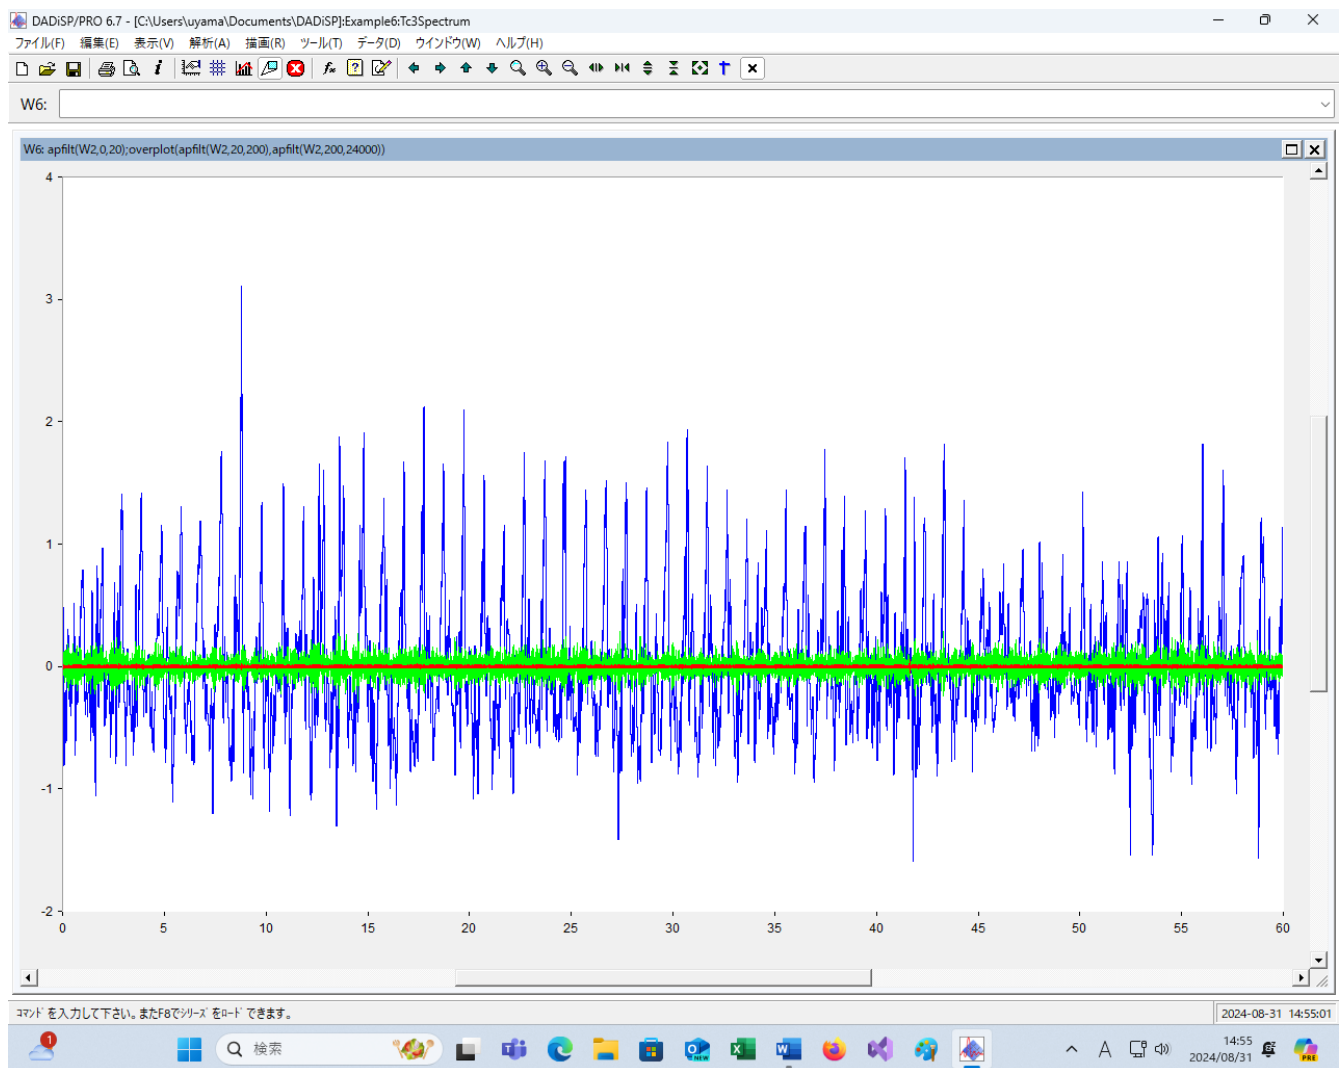 DADiSP/PRO 6.7 - [C:\Users\uyama\Documents\DADiSP]:Example6:Tc3Spectrum
ファイル(F) 編集(E) 表示(V) 解析(A) 描画(R) ツール(T) データ(D) ウインドウ(W) ヘルプ(H)
W6:
W6: apfilt(W2,0,20);overplot(apfilt(W2,20,200),apfilt(W2,200,24000))
4
3
2
1
0
-1
-2
0 5 10 15 20 25 30 35 40 45 50 55 60
コマンドを入力して下さい。またF8でシリーズをロードできます。
2024-08-31 14:55:01
1
検索
A
14:55
2024/08/31